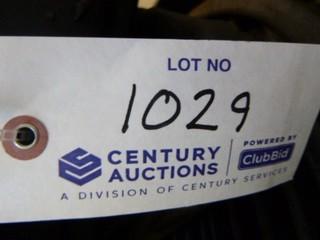 LOT NO
1029
CENTURY AUCTIONS
POWERED BY
ClubBid
A DIVISION OF CENTURY SERVICES